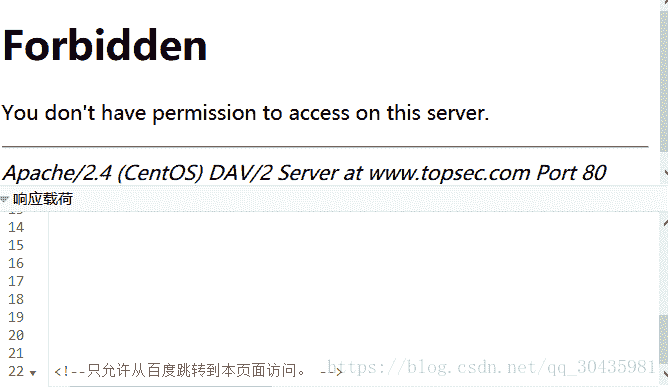 Forbidden
You don't have permission to access on this server.
Apache/2.4 (CentOS) DAV/2 Server at www.topsec.com Port 80
响应载荷
14
15
16
17
18
19
20
21
22 <!--只允许从百度跳转到本页面访问。 -->
https://blog.csdn.net/qq_30435981